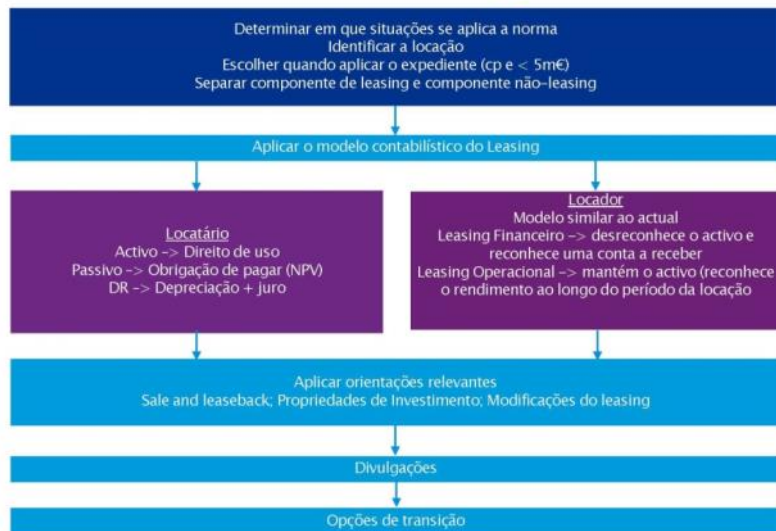 Determinar em que situações se aplica a norma
Identificar a locação
Escolher quando aplicar o expediente (cp e < 5m€)
Separar componente de leasing e componente não-leasing
Aplicar o modelo contabilístico do Leasing
Locatário
Activo -> Direito de uso
Passivo -> Obrigação de pagar (NPV)
DR -> Depreciação + juro
Locador
Modelo similar ao actual
Leasing Financeiro -> desreconhece o activo e
reconhece uma conta a receber
Leasing Operacional -> mantém o activo (reconhece
o rendimento ao longo do período da locação
Aplicar orientações relevantes
Sale and leaseback; Propriedades de Investimento; Modificações do leasing
Divulgações
Opções de transição